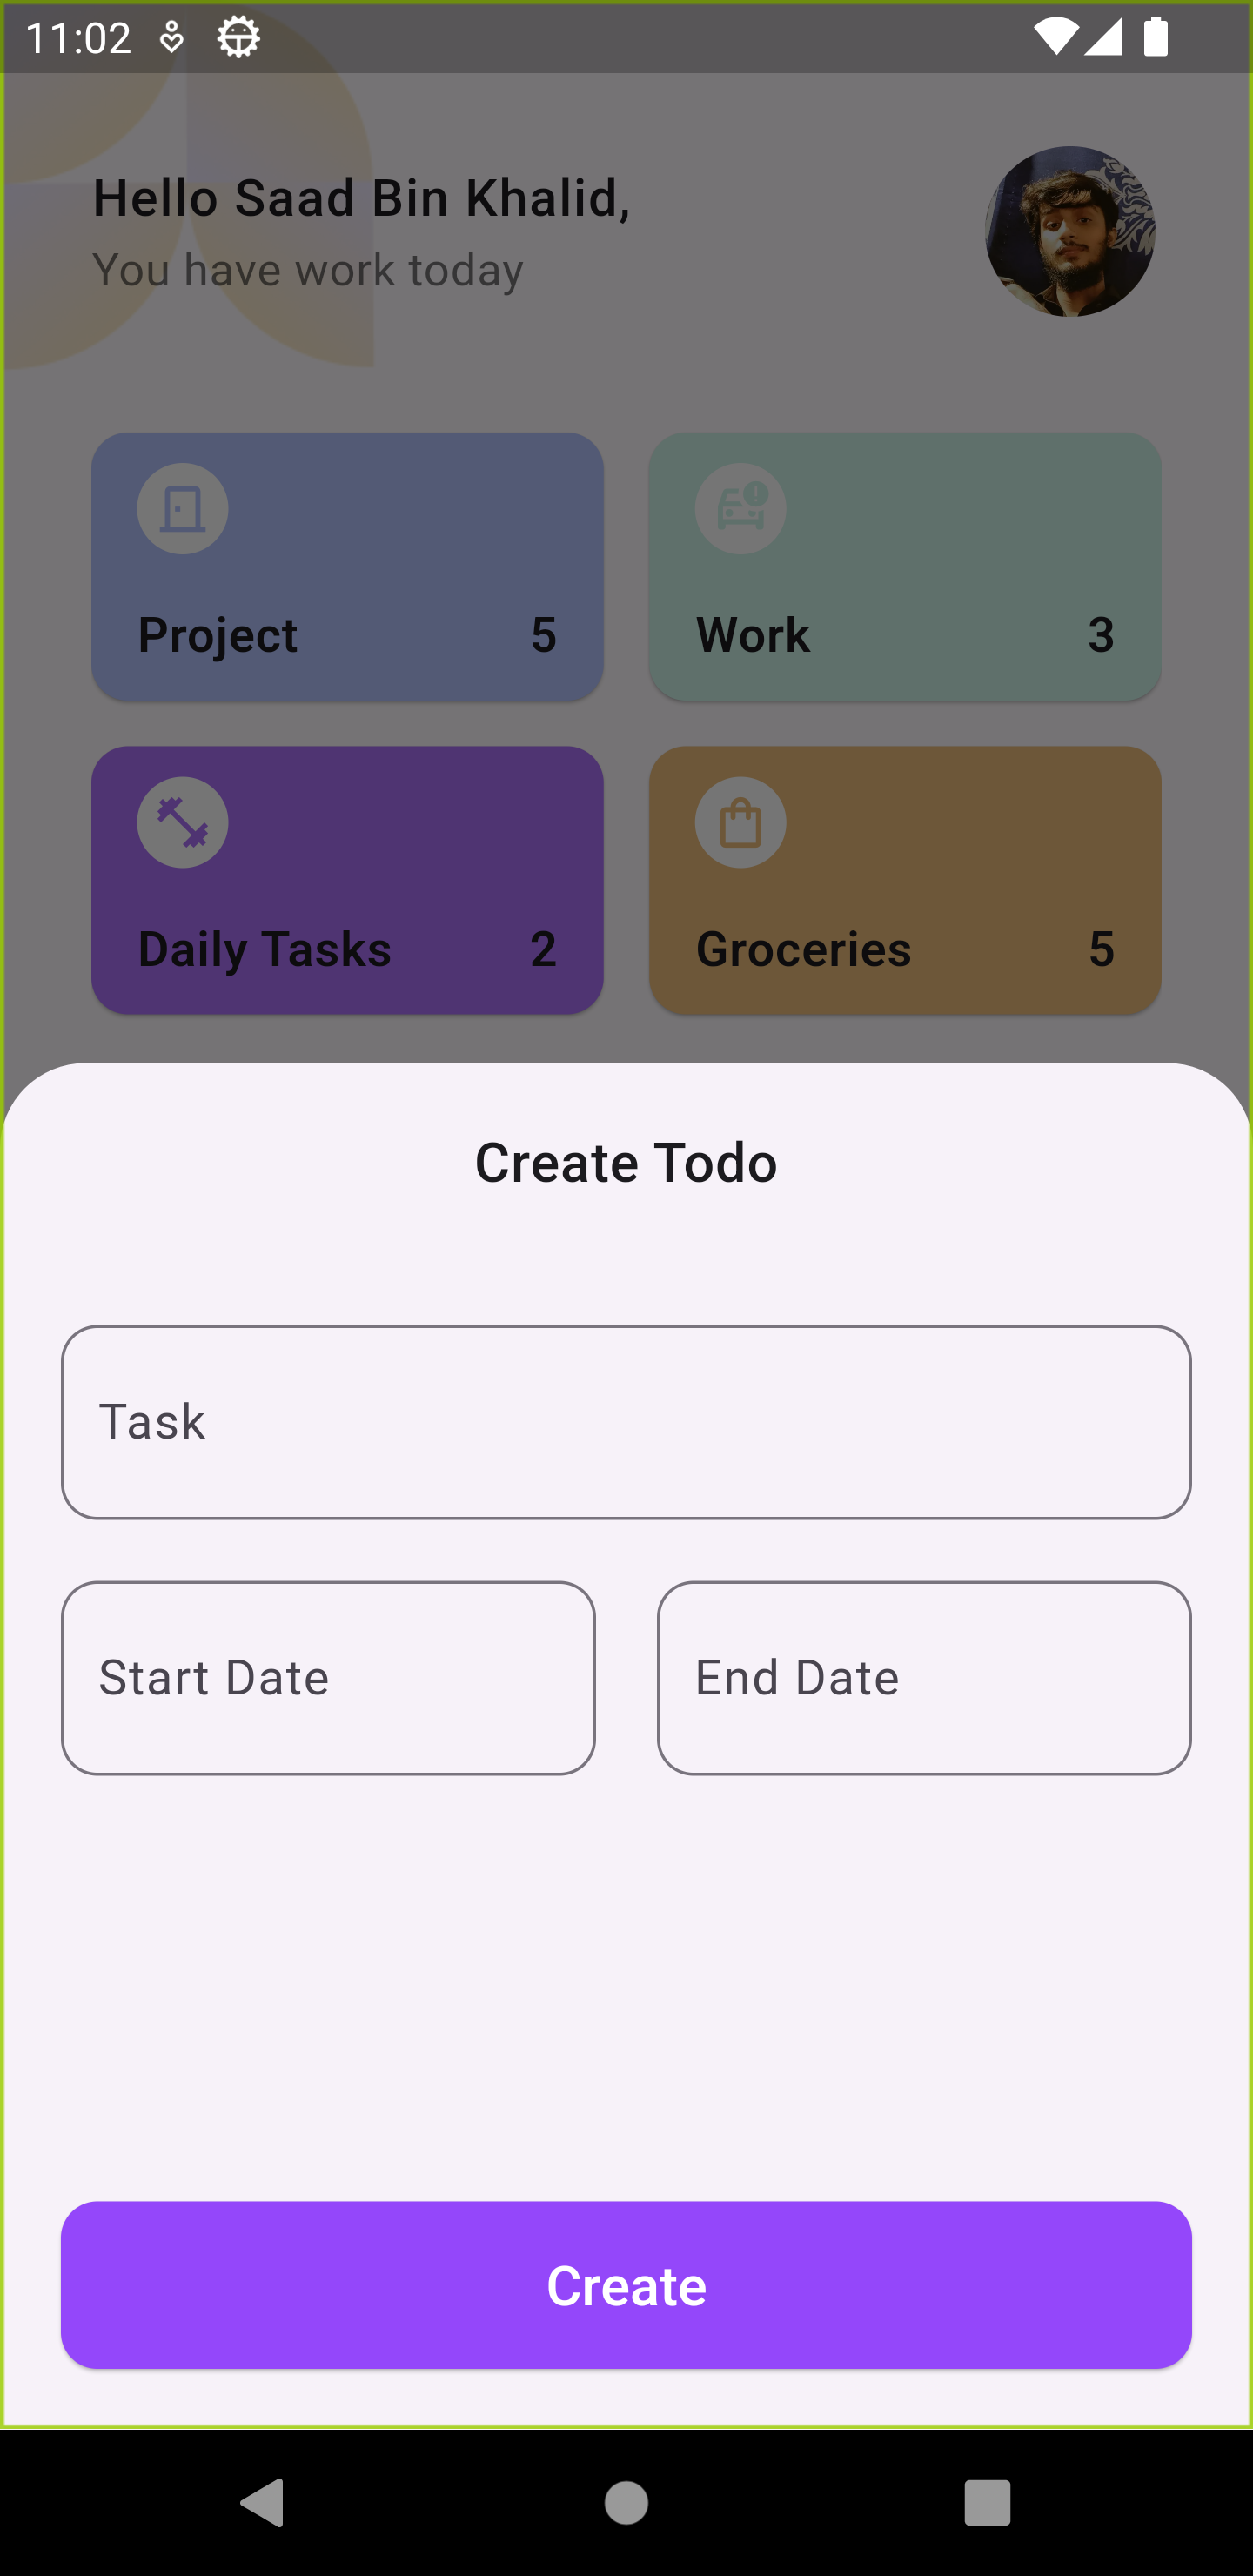 11:02
Hello Saad Bin Khalid,
You have work today
Project 5
Work 3
Daily Tasks 2
Groceries 5
Create Todo
Task
Start Date
End Date
Create